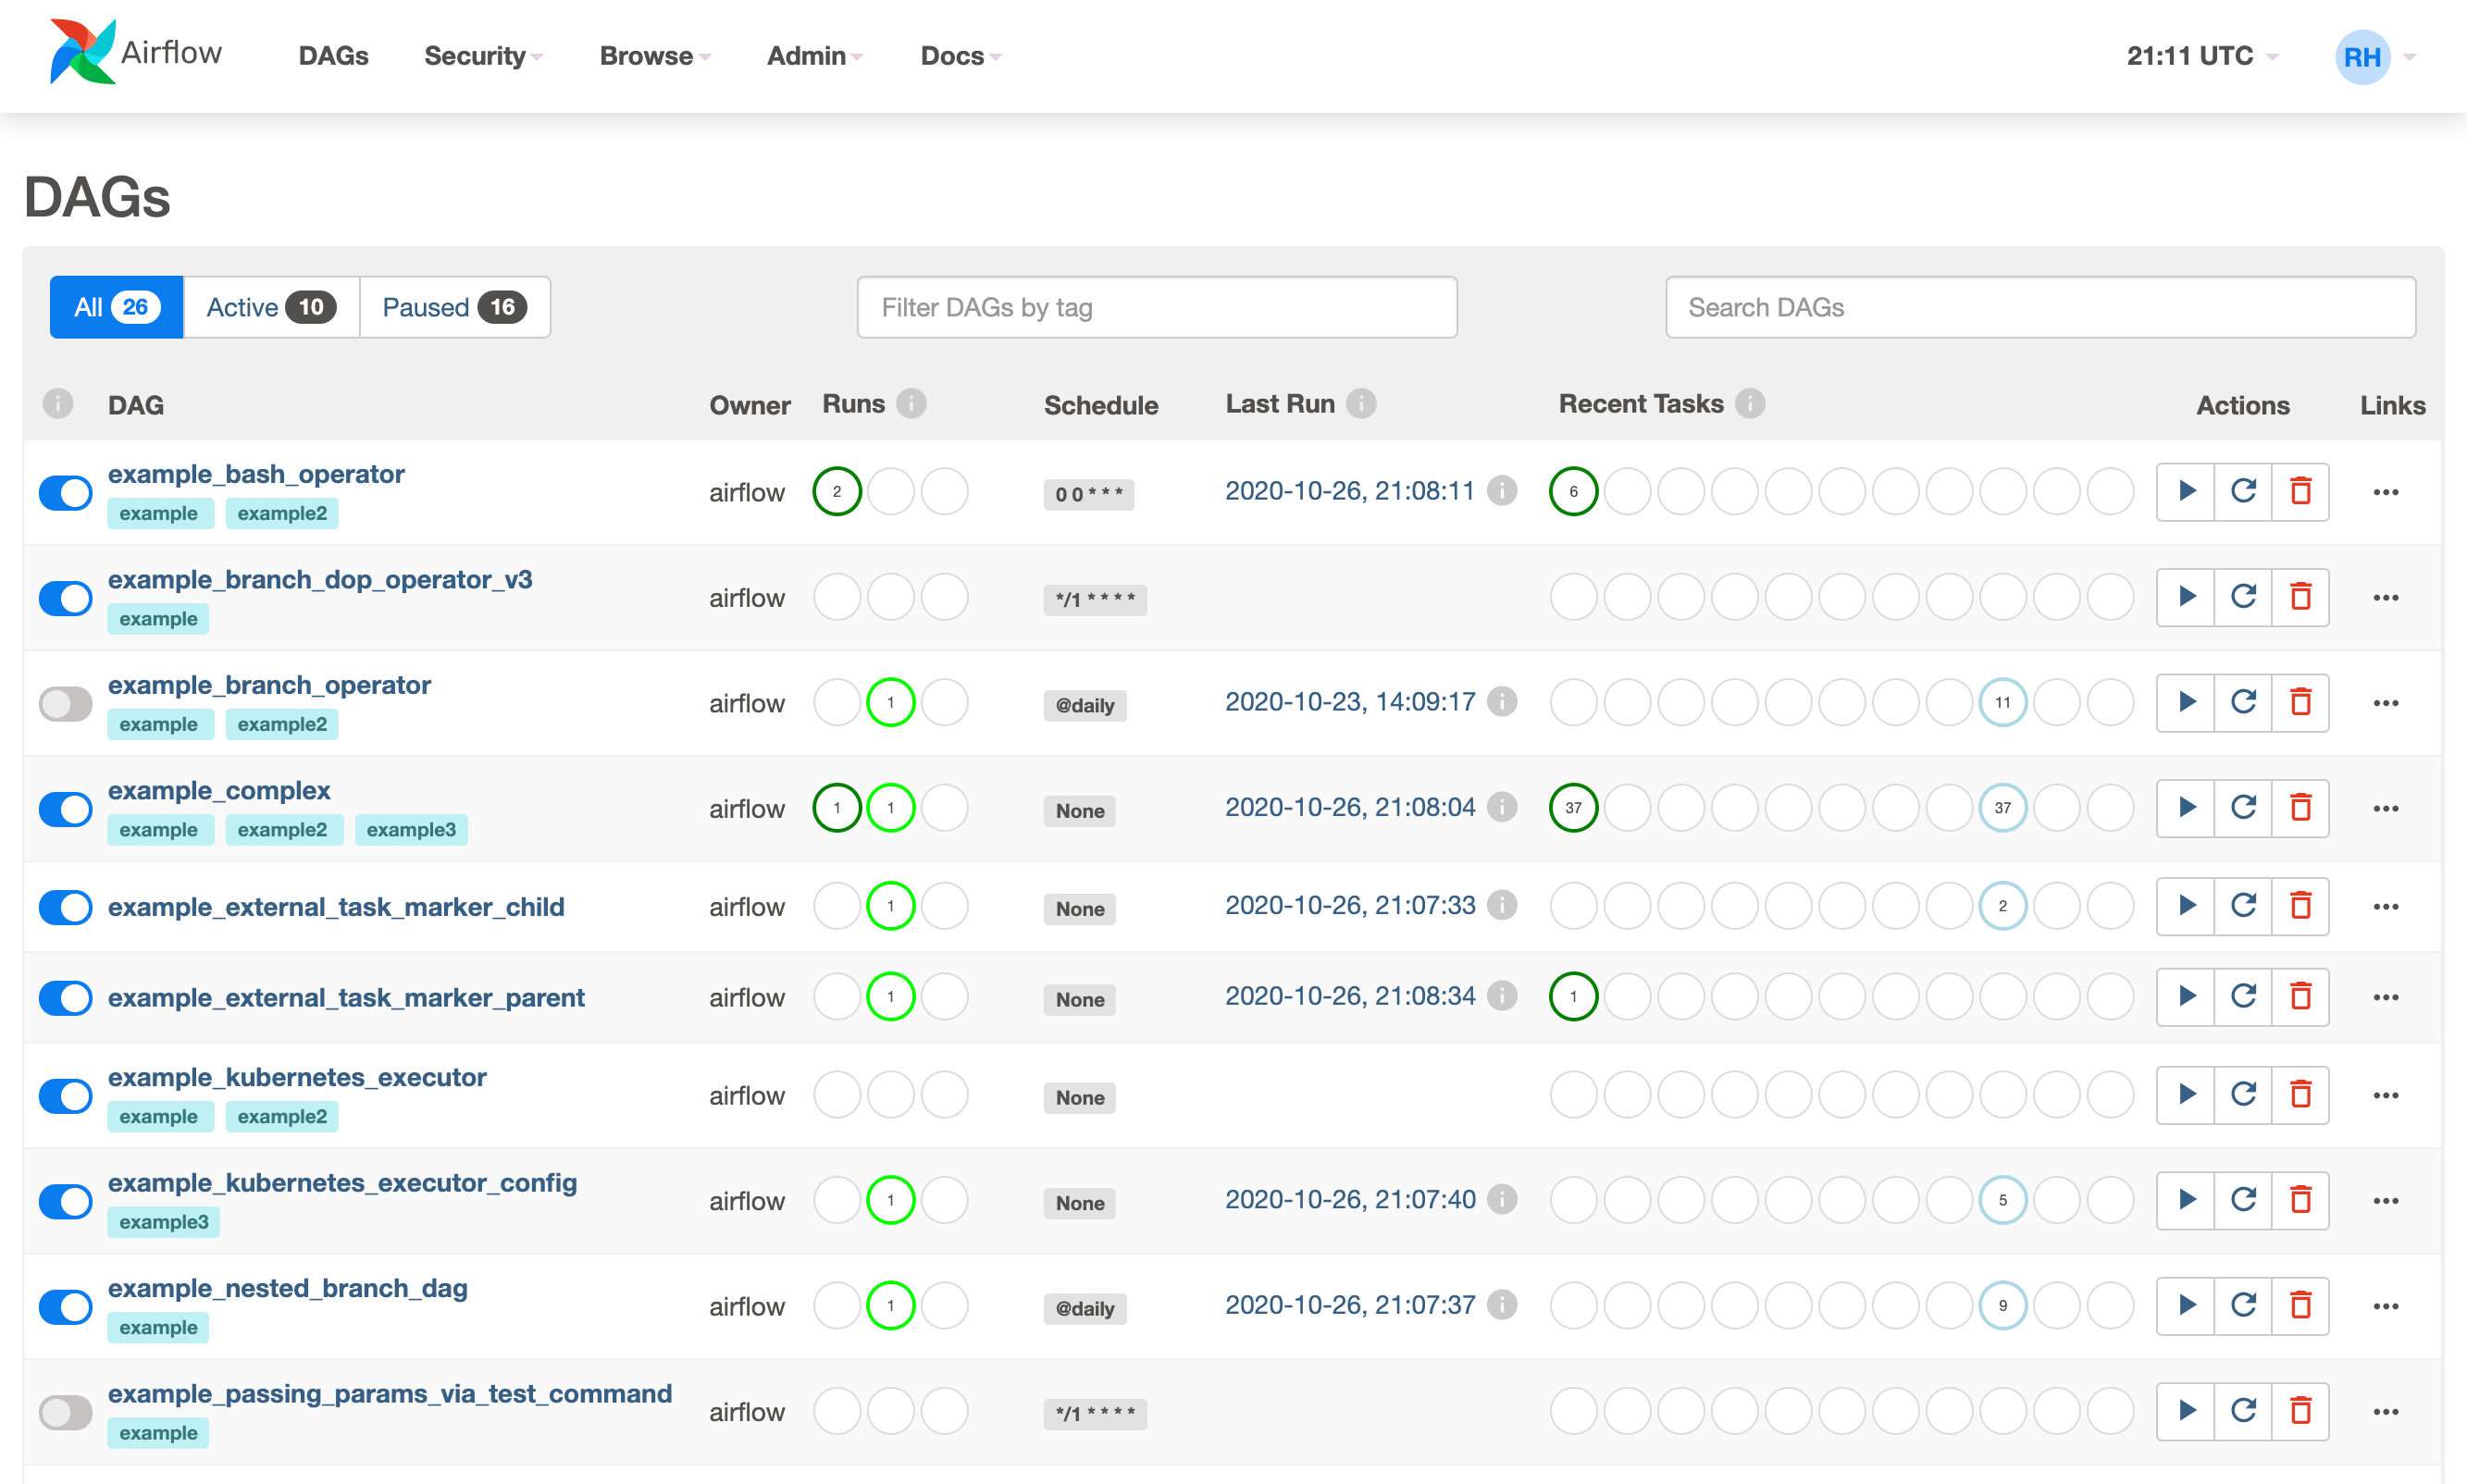 Airflow DAGs Security Browse Admin Docs 21:11 UTC RH
DAGs
All 26 Active 10 Paused 16 Filter DAGs by tag Search DAGs
DAG Owner Runs Schedule Last Run Recent Tasks Actions Links
example_bash_operator
airflow 2 0 0 * * * 2020-10-26, 21:08:11 6
example example2
example_branch_dop_operator_v3
airflow */1 * * * *
example
example_branch_operator
airflow 1 @daily 2020-10-23, 14:09:17 11
example example2
example_complex
airflow 1 1 None 2020-10-26, 21:08:04 37 37
example example2 example3
example_external_task_marker_child airflow 1 None 2020-10-26, 21:07:33 2
example_external_task_marker_parent airflow 1 None 2020-10-26, 21:08:34 1
example_kubernetes_executor
airflow None
example example2
example_kubernetes_executor_config
airflow 1 None 2020-10-26, 21:07:40 5
example3
example_nested_branch_dag
airflow 1 @daily 2020-10-26, 21:07:37 9
example
example_passing_params_via_test_command
airflow */1 * * * *
example